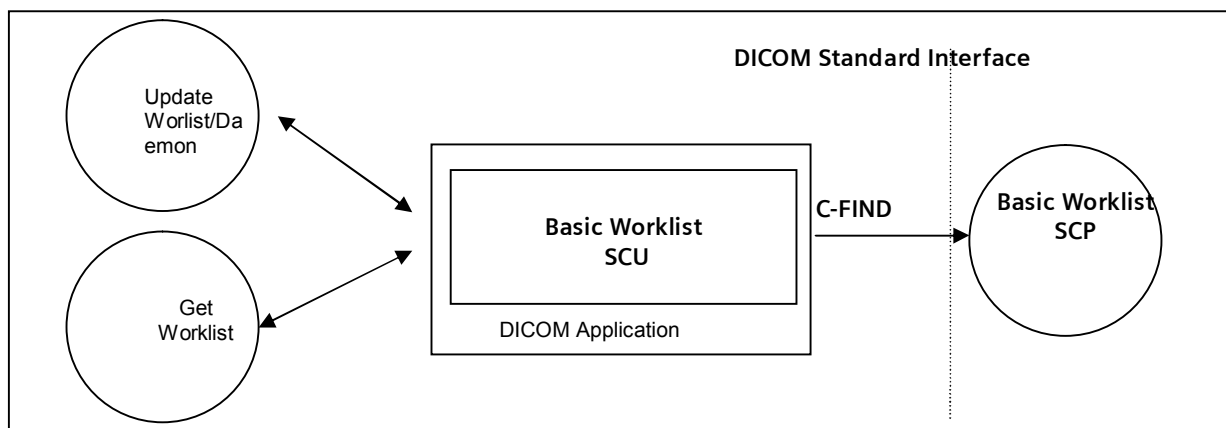 DICOM Standard Interface
Update
Worlist/Da
emon
Basic Worklist
SCU
C-FIND
Basic Worklist
SCP
Get
Worklist
DICOM Application